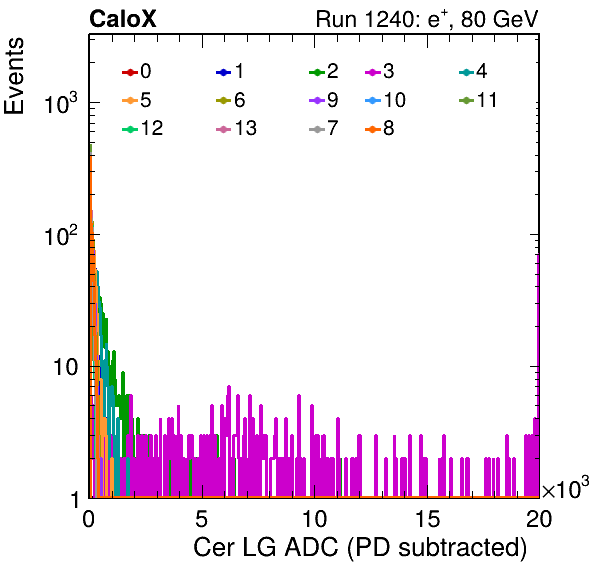 CaloX Run 1240: e⁺, 80 GeV
Events
0 1 2 3 4
5 6 9 10 11
12 13 7 8
10³
10²
10
1
0 5 10 15 20
×10³
Cer LG ADC (PD subtracted)